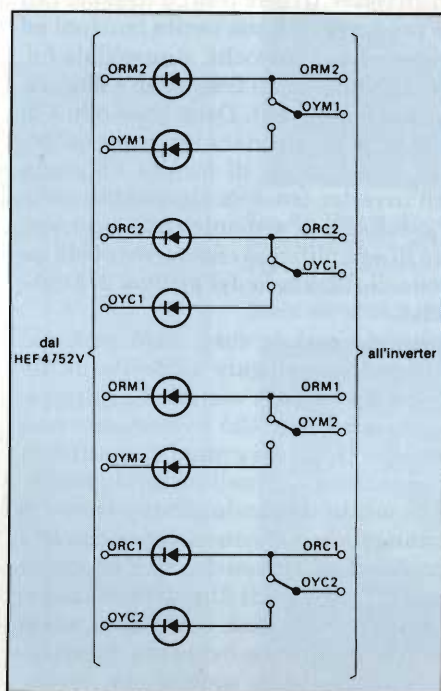 ORM2 ORM2
OYM1
OYM1
ORC2 ORC2
OYC1
OYC1
dal
HEF4752V
all'inverter
ORM1 ORM1
OYM2
OYM2
ORC1 ORC1
OYC2
OYC2